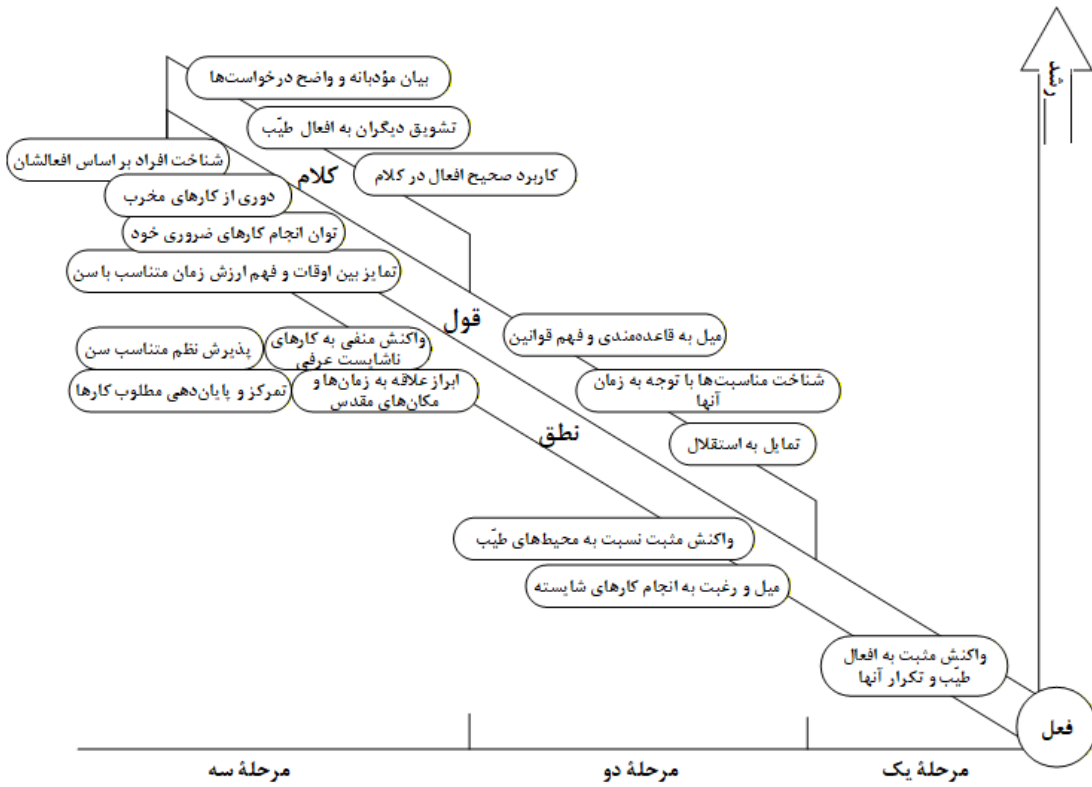 رشد
بیان مؤدبانه و واضح درخواست‌ها
تشویق دیگران به افعال طیّب
کاربرد صحیح افعال در کلام
کلام
شناخت افراد بر اساس افعالشان
دوری از کارهای مخرب
توان انجام کارهای ضروری خود
تمایز بین اوقات و فهم ارزش زمان متناسب با سن
قول
میل به قاعده‌مندی و فهم قوانین
واکنش منفی به کارهای
ناشایست عرفی
پذیرش نظم متناسب سن
شناخت مناسبت‌ها با توجه به زمان
آنها
ابراز علاقه به زمان‌ها و
مکان‌های مقدس
تمرکز و پایان‌دهی مطلوب کارها
نطق
تمایل به استقلال
واکنش مثبت نسبت به محیط‌های طیّب
میل و رغبت به انجام کارهای شایسته
واکنش مثبت به افعال
طیّب و تکرار آنها
فعل
مرحلهٔ یک
مرحلهٔ دو
مرحلهٔ سه